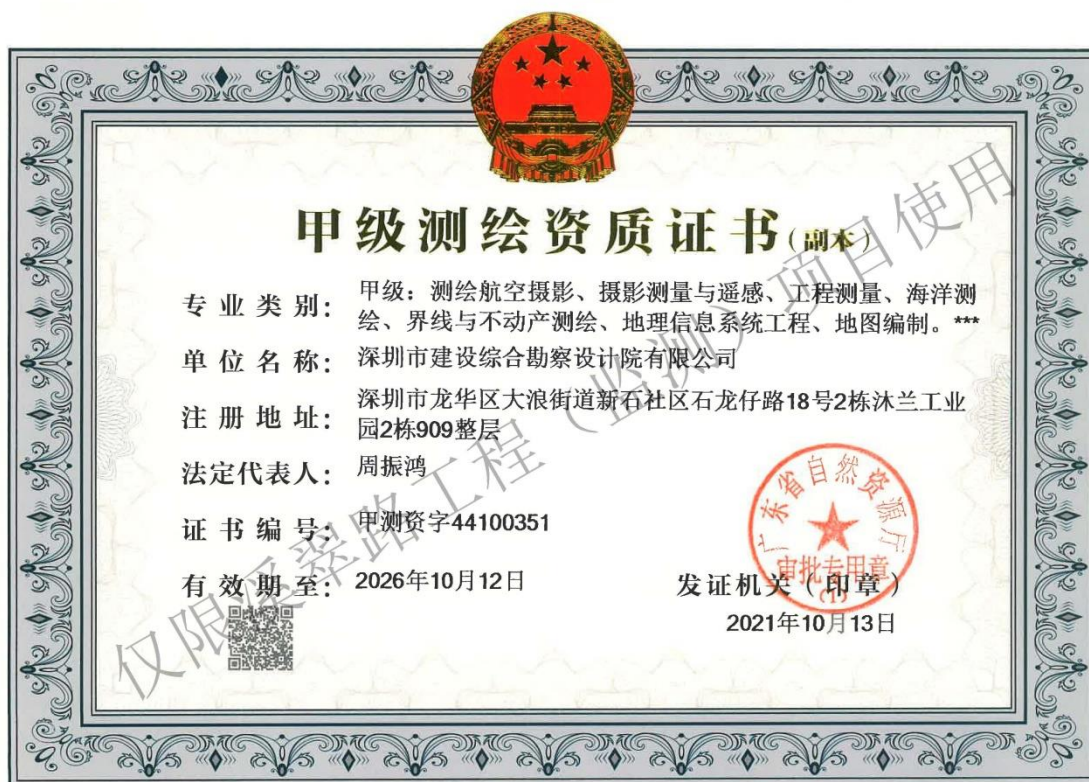 甲级测绘资质证书(副本)
专业类别：甲级：测绘航空摄影、摄影测量与遥感、工程测量、海洋测
绘、界线与不动产测绘、地理信息系统工程、地图编制。***
单位名称：深圳市建设综合勘察设计院有限公司
注册地址：深圳市龙华区大浪街道新石社区石龙仔路18号2栋沐兰工业
园2栋909整层
法定代表人：周振鸿
证书编号：甲测资字44100351
有效期至：2026年10月12日
发证机关（印章）
2021年10月13日
广东省自然资源厅
审批专用章
(1)
仅限溪翠路工程（监测）项目使用